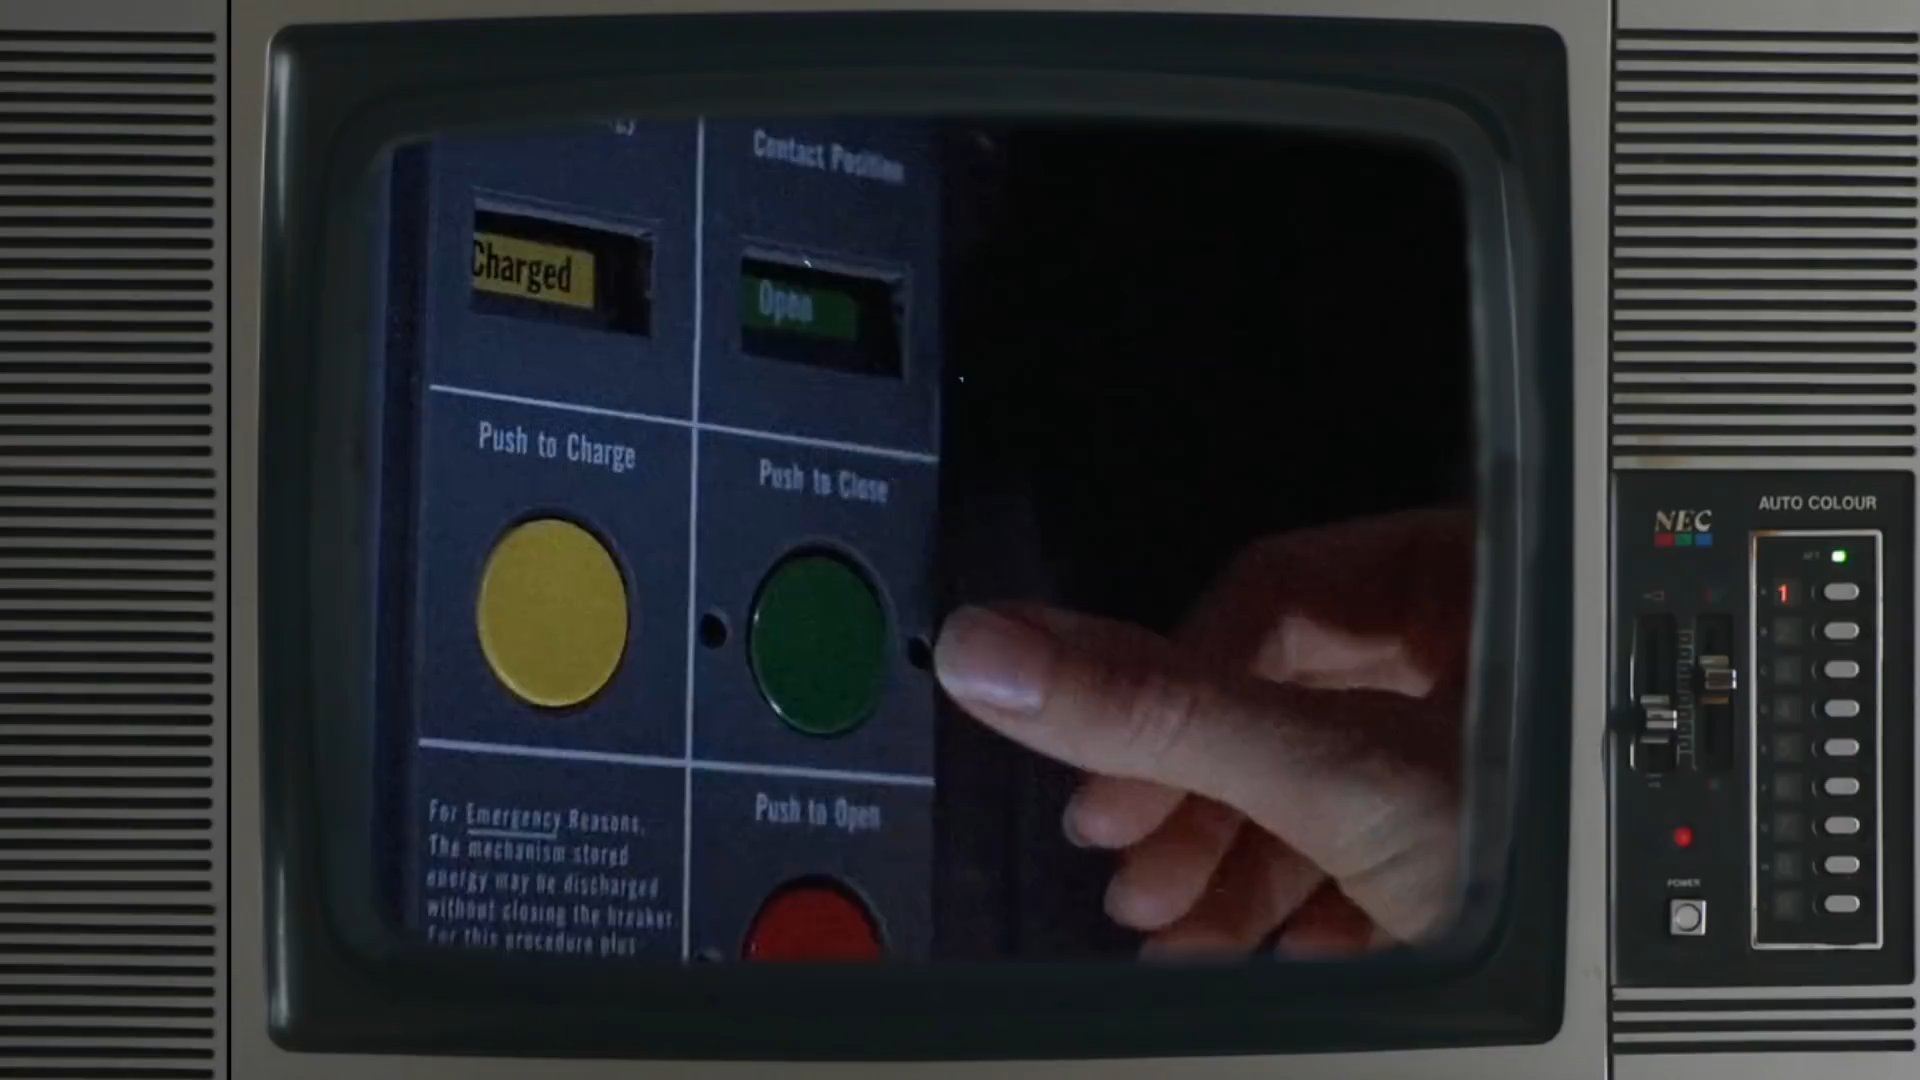 Contact Position
Charged
Open
Push to Charge
Push to Close
Push to Open
For Emergency Reasons,
The mechanism stored
energy may be discharged
without closing the breaker.
For this procedure plus
NEC
AUTO COLOUR
AFT
1
POWER